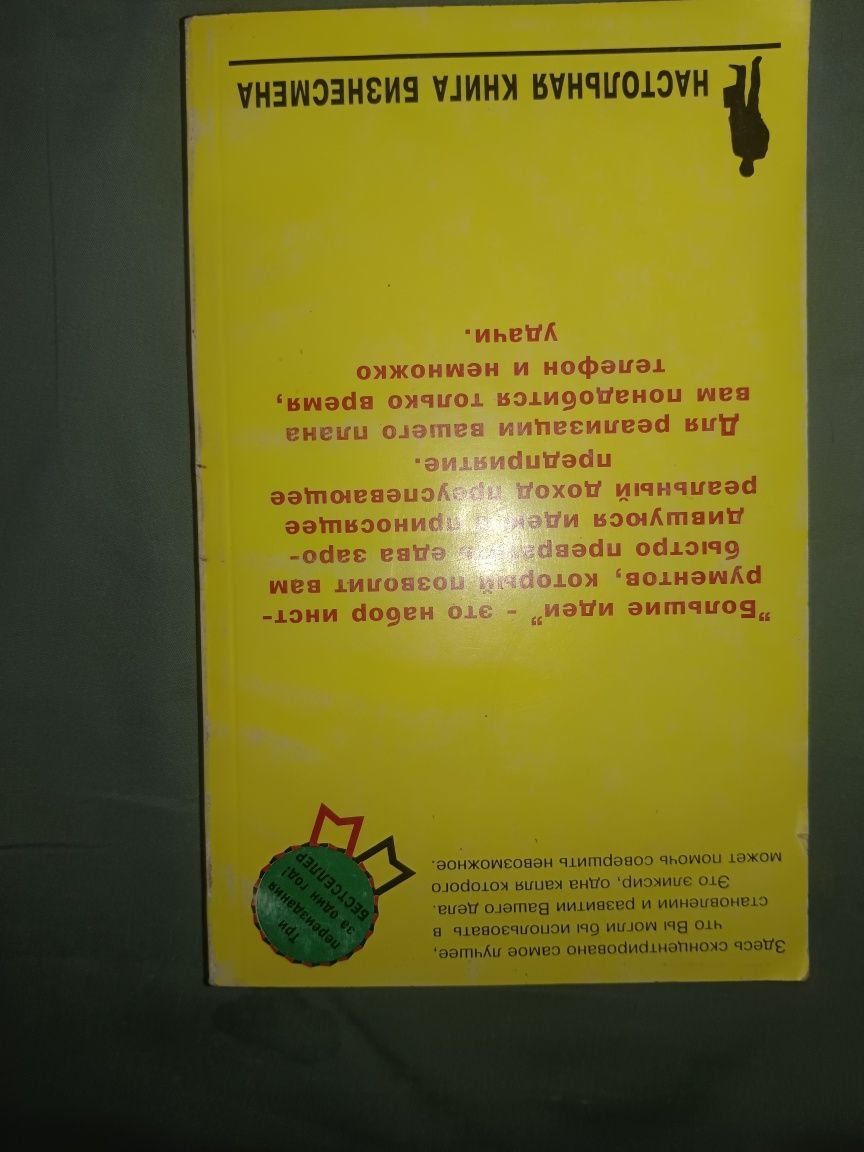 Здесь сконцентрировано самое лучшее,
что Вы могли бы использовать в
становлении и развитии Вашего дела.
Это эликсир, одна капля которого
может помочь совершить невозможное.
Три
переиздания
за один год!
БЕСТСЕЛЛЕР
"Большие идеи" - это набор инст-
рументов, который позволит вам
быстро превратить едва заро-
дившуюся идею в приносящее
реальный доход преуспевающее
предприятие.
Для реализации вашего плана
вам понадобится только время,
телефон и немножко
удачи.
НАСТОЛЬНАЯ КНИГА БИЗНЕСМЕНА